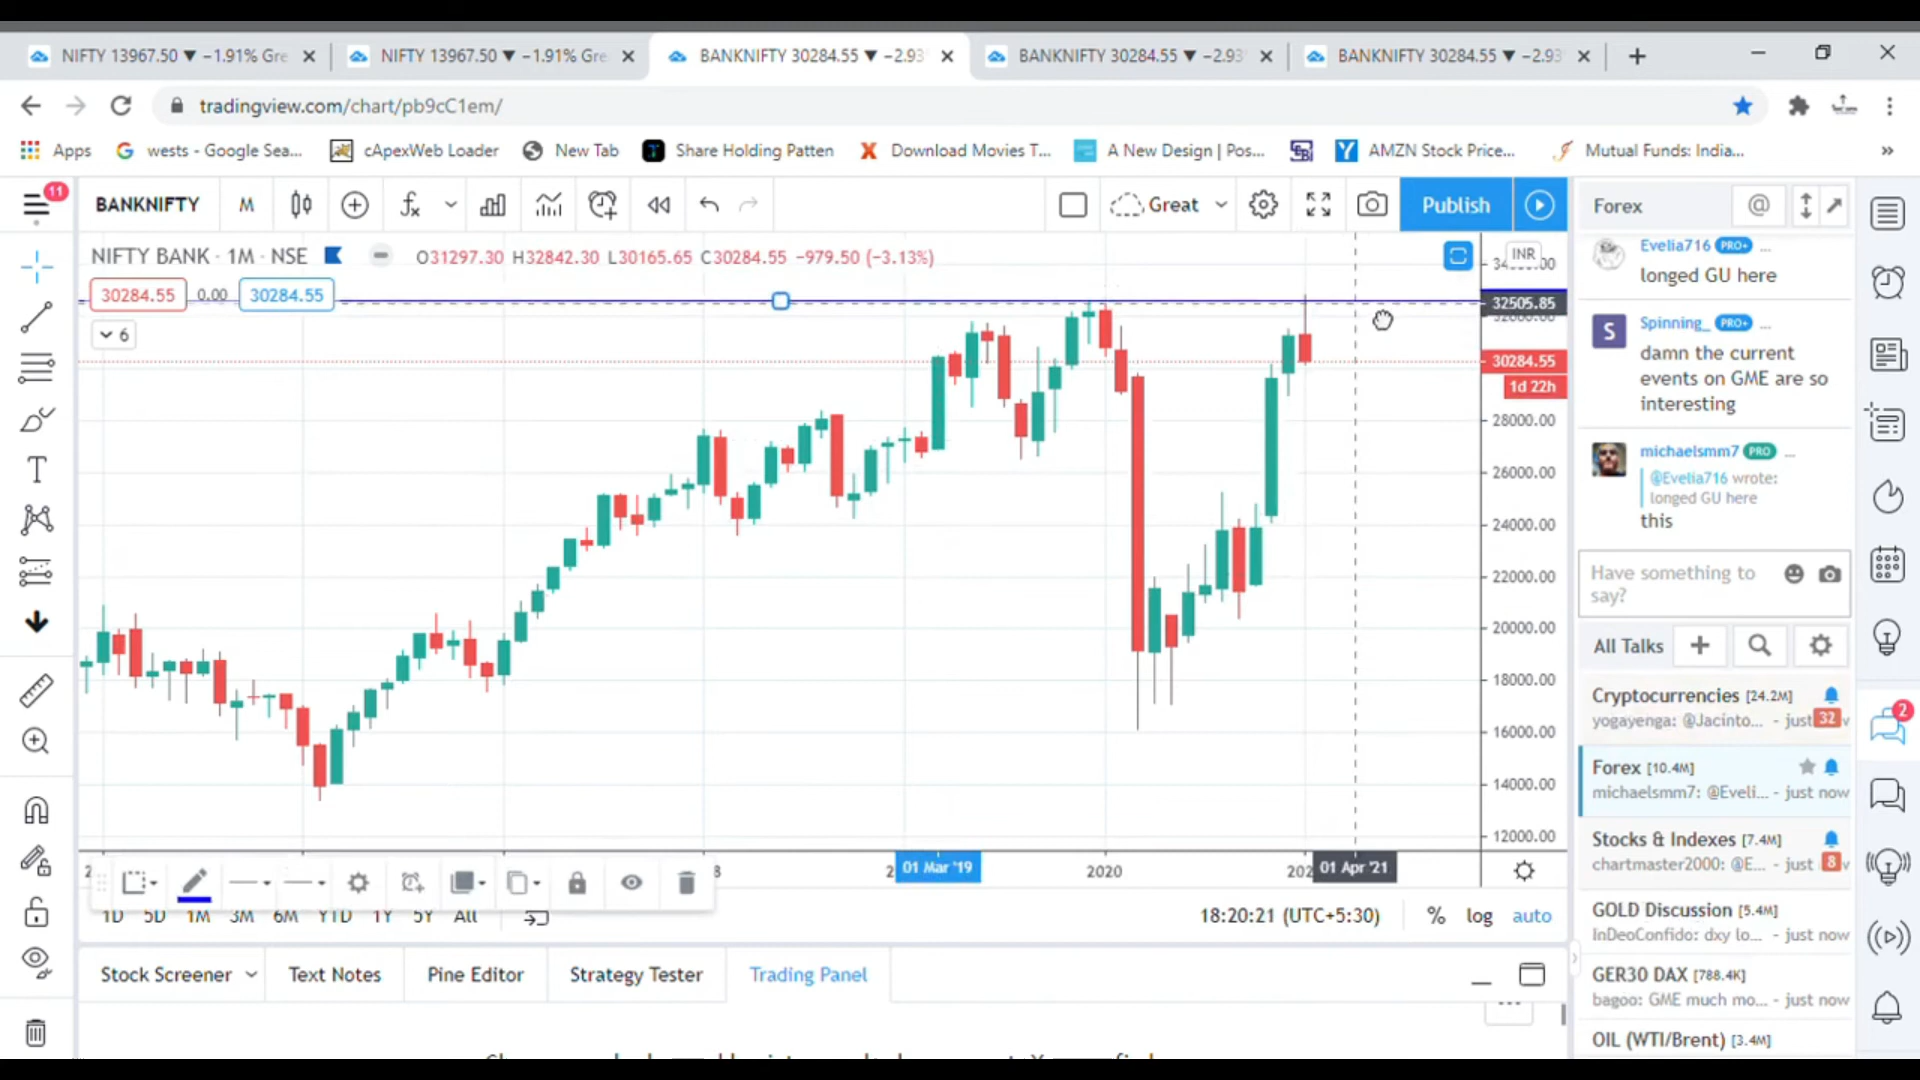 NIFTY 13967.50 ▼ −1.91% Gre
NIFTY 13967.50 ▼ −1.91% Gre
BANKNIFTY 30284.55 ▼ −2.93
BANKNIFTY 30284.55 ▼ −2.93
BANKNIFTY 30284.55 ▼ −2.93
tradingview.com/chart/pb9cC1em/
Apps
wests - Google Sea...
cApexWeb Loader
New Tab
Share Holding Patten
Download Movies T...
A New Design | Pos...
AMZN Stock Price...
Mutual Funds: India...
»
11
BANKNIFTY
M
Great
Publish
NIFTY BANK · 1M · NSE
O31297.30 H32842.30 L30165.65 C30284.55 −979.50 (−3.13%)
30284.55
0.00
30284.55
6
INR
32505.85
30284.55
1d 22h
28000.00
26000.00
24000.00
22000.00
20000.00
18000.00
16000.00
14000.00
12000.00
01 Mar '19
2020
01 Apr '21
1D 5D 1M 3M 6M YTD 1Y 5Y All
18:20:21 (UTC+5:30)
% log auto
Stock Screener
Text Notes
Pine Editor
Strategy Tester
Trading Panel
Forex
Evelia716 PRO+ ...
longed GU here
S
Spinning_ PRO+ ...
damn the current
events on GME are so
interesting
michaelsmm7 PRO ...
@Evelia716 wrote:
longed GU here
this
Have something to
say?
All Talks
Cryptocurrencies [24.2M]
yogayenga: @Jacinto... - just
32
Forex [10.4M]
michaelsmm7: @Eveli... - just now
Stocks & Indexes [7.4M]
chartmaster2000: @E... - just
8
GOLD Discussion [5.4M]
InDeoConfido: dxy lo... - just now
GER30 DAX [788.4K]
bagoo: GME much mo... - just now
OIL (WTI/Brent) [3.4M]
2